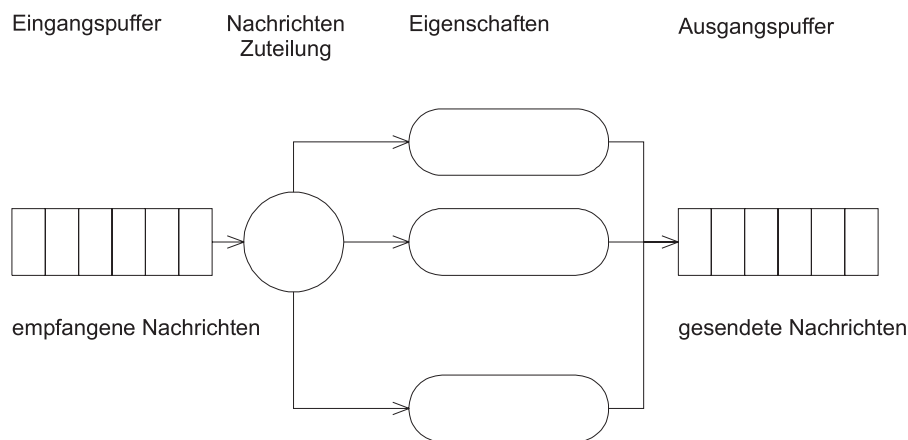 Eingangspuffer
Nachrichten
Zuteilung
Eigenschaften
Ausgangspuffer
empfangene Nachrichten
gesendete Nachrichten